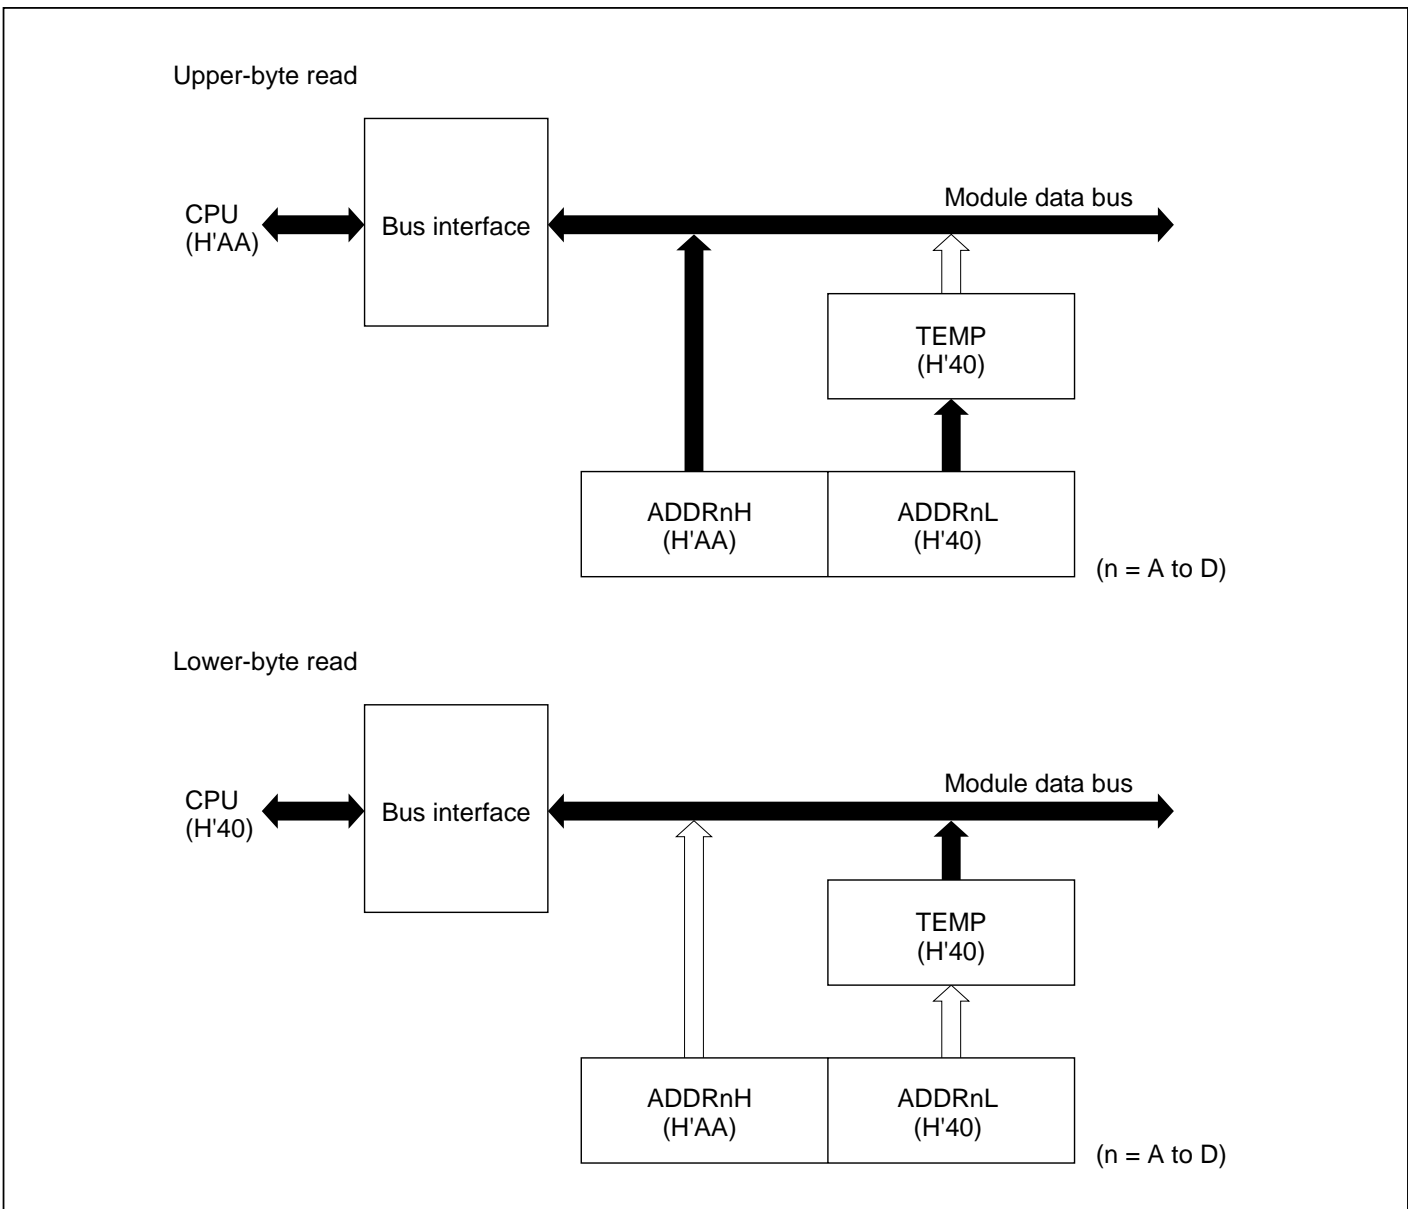 Upper-byte read
Module data bus
CPU
(H'AA)
Bus interface
TEMP
(H'40)
ADDRnH
(H'AA)
ADDRnL
(H'40)
(n = A to D)
Lower-byte read
Module data bus
CPU
(H'40)
Bus interface
TEMP
(H'40)
ADDRnH
(H'AA)
ADDRnL
(H'40)
(n = A to D)